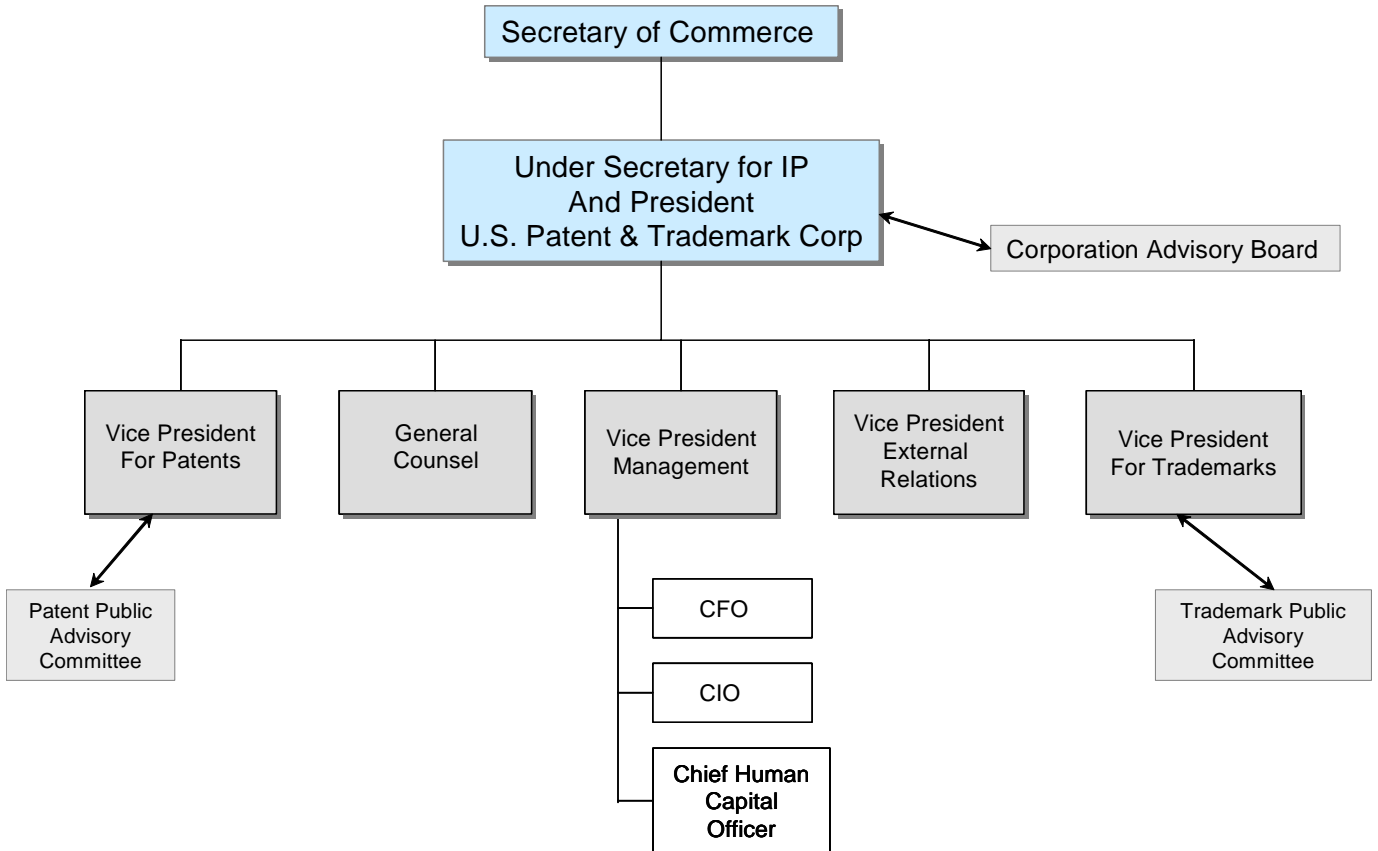 Secretary of Commerce
Under Secretary for IP
And President
U.S. Patent & Trademark Corp
Corporation Advisory Board
Vice President
For Patents
General
Counsel
Vice President
Management
Vice President
External
Relations
Vice President
For Trademarks
Patent Public
Advisory
Committee
CFO
CIO
Chief Human
Capital
Officer
Trademark Public
Advisory
Committee